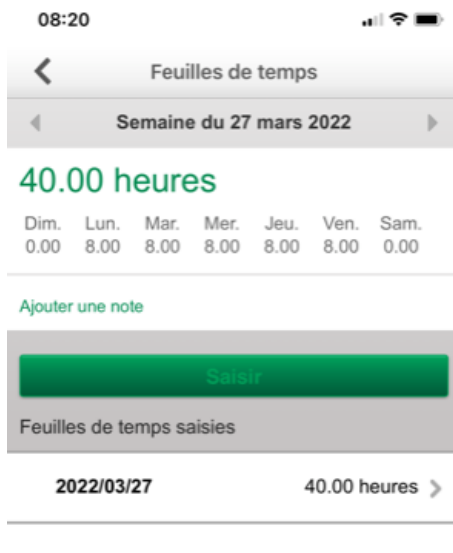 08:20
Feuilles de temps
Semaine du 27 mars 2022
40.00 heures
Dim. Lun. Mar. Mer. Jeu. Ven. Sam.
0.00 8.00 8.00 8.00 8.00 8.00 0.00
Ajouter une note
Saisir
Feuilles de temps saisies
2022/03/27 40.00 heures